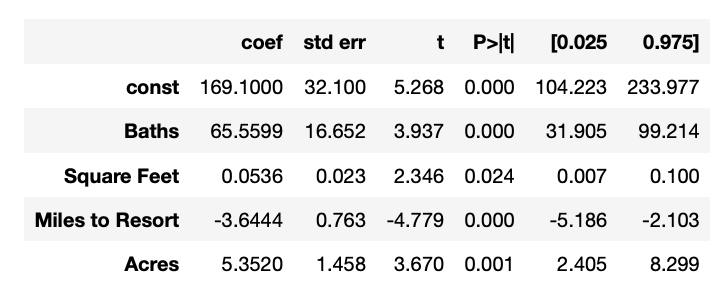 coef std err t P>|t| [0.025 0.975]
const 169.1000 32.100 5.268 0.000 104.223 233.977
Baths 65.5599 16.652 3.937 0.000 31.905 99.214
Square Feet 0.0536 0.023 2.346 0.024 0.007 0.100
Miles to Resort -3.6444 0.763 -4.779 0.000 -5.186 -2.103
Acres 5.3520 1.458 3.670 0.001 2.405 8.299